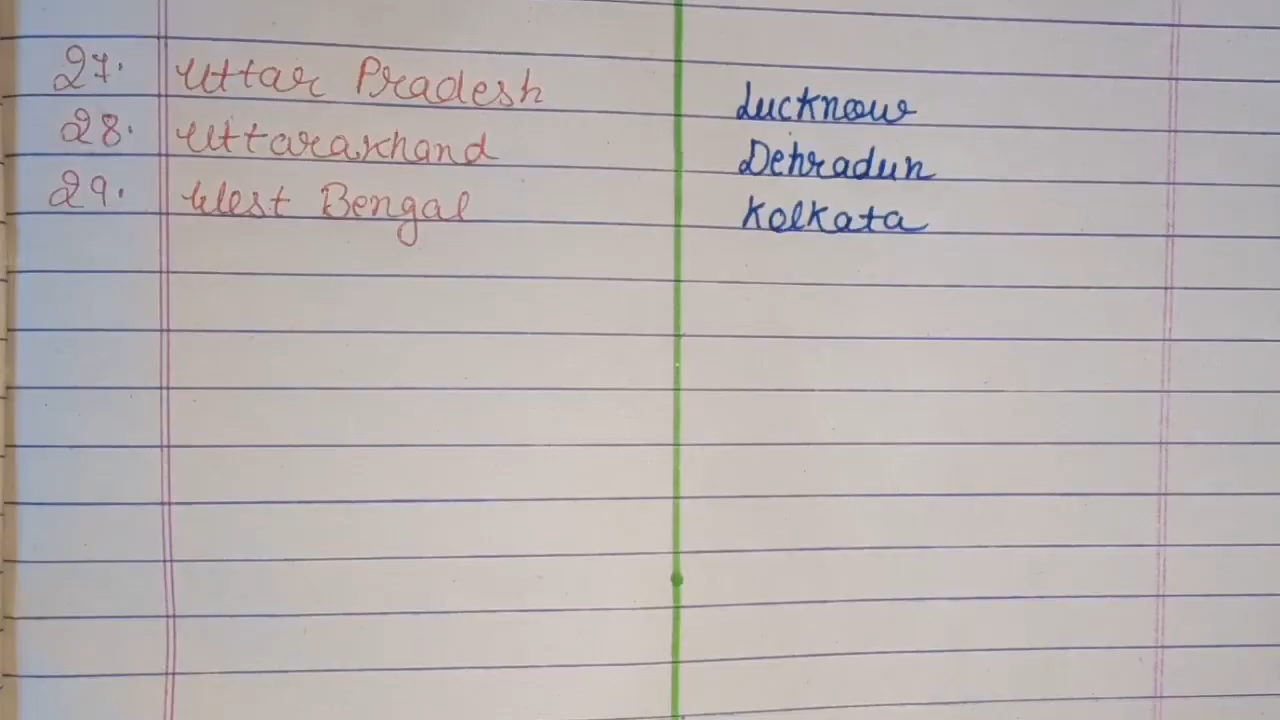 27. Uttar Pradesh Lucknow
28. Uttarakhand Dehradun
29. West Bengal Kolkata